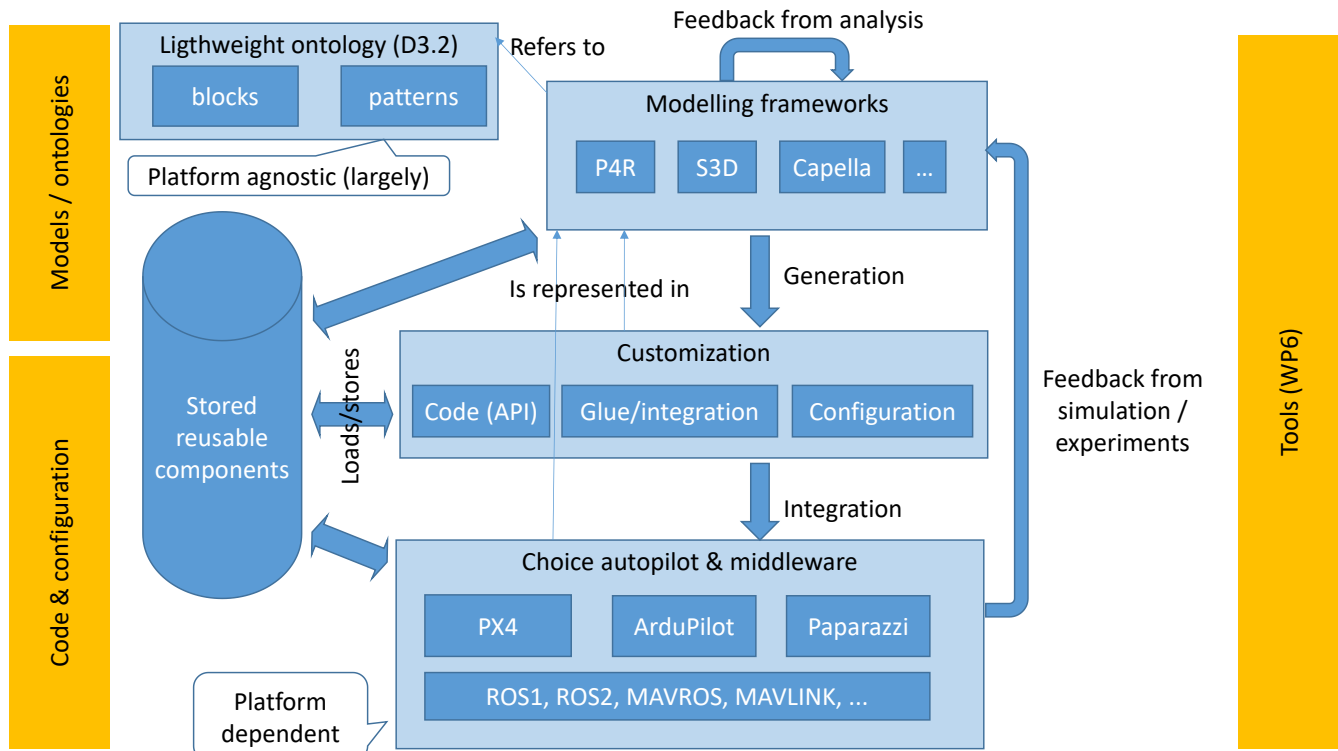 Feedback from analysis
Ligthweight ontology (D3.2)
blocks
patterns
Refers to
Platform agnostic (largely)
Modelling frameworks
P4R
S3D
Capella
...
Models / ontologies
Is represented in
Generation
Customization
Code (API)
Glue/integration
Configuration
Stored
reusable
components
Loads/stores
Feedback from
simulation /
experiments
Tools (WP6)
Code & configuration
Integration
Choice autopilot & middleware
PX4
ArduPilot
Paparazzi
ROS1, ROS2, MAVROS, MAVLINK, ...
Platform
dependent